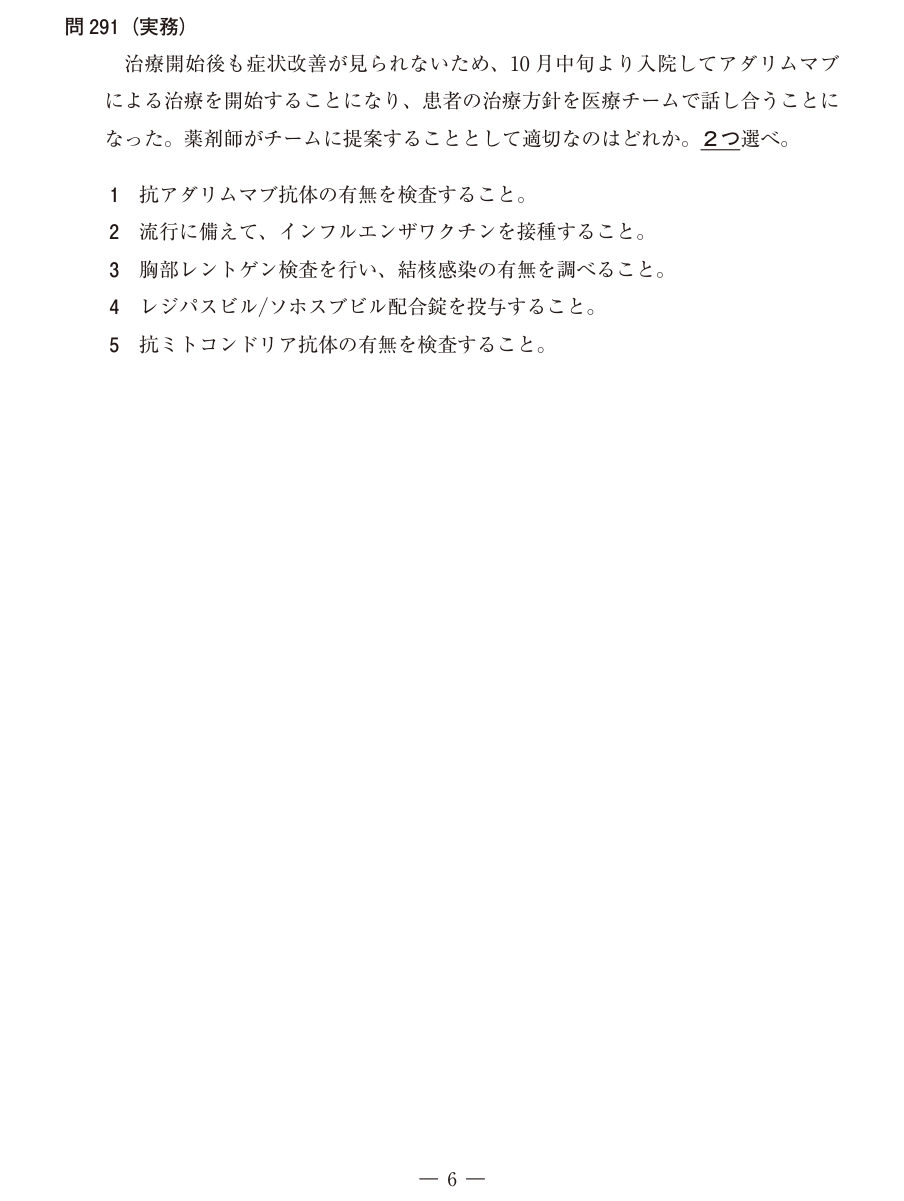 問 291（実務）
治療開始後も症状改善が見られないため、10 月中旬より入院してアダリムマブ
による治療を開始することになり、患者の治療方針を医療チームで話し合うことに
なった。薬剤師がチームに提案することとして適切なのはどれか。２つ選べ。
1 抗アダリムマブ抗体の有無を検査すること。
2 流行に備えて、インフルエンザワクチンを接種すること。
3 胸部レントゲン検査を行い、結核感染の有無を調べること。
4 レジパスビル/ソホスブビル配合錠を投与すること。
5 抗ミトコンドリア抗体の有無を検査すること。
— 6 —